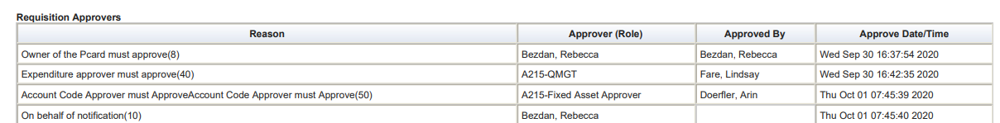 Requisition Approvers
Reason Approver (Role) Approved By Approve Date/Time
Owner of the Pcard must approve(8) Bezdan, Rebecca Bezdan, Rebecca Wed Sep 30 16:37:54 2020
Expenditure approver must approve(40) A215-QMGT Fare, Lindsay Wed Sep 30 16:42:35 2020
Account Code Approver must ApproveAccount Code Approver must Approve(50) A215-Fixed Asset Approver Doerfler, Arin Thu Oct 01 07:45:39 2020
On behalf of notification(10) Bezdan, Rebecca Thu Oct 01 07:45:40 2020